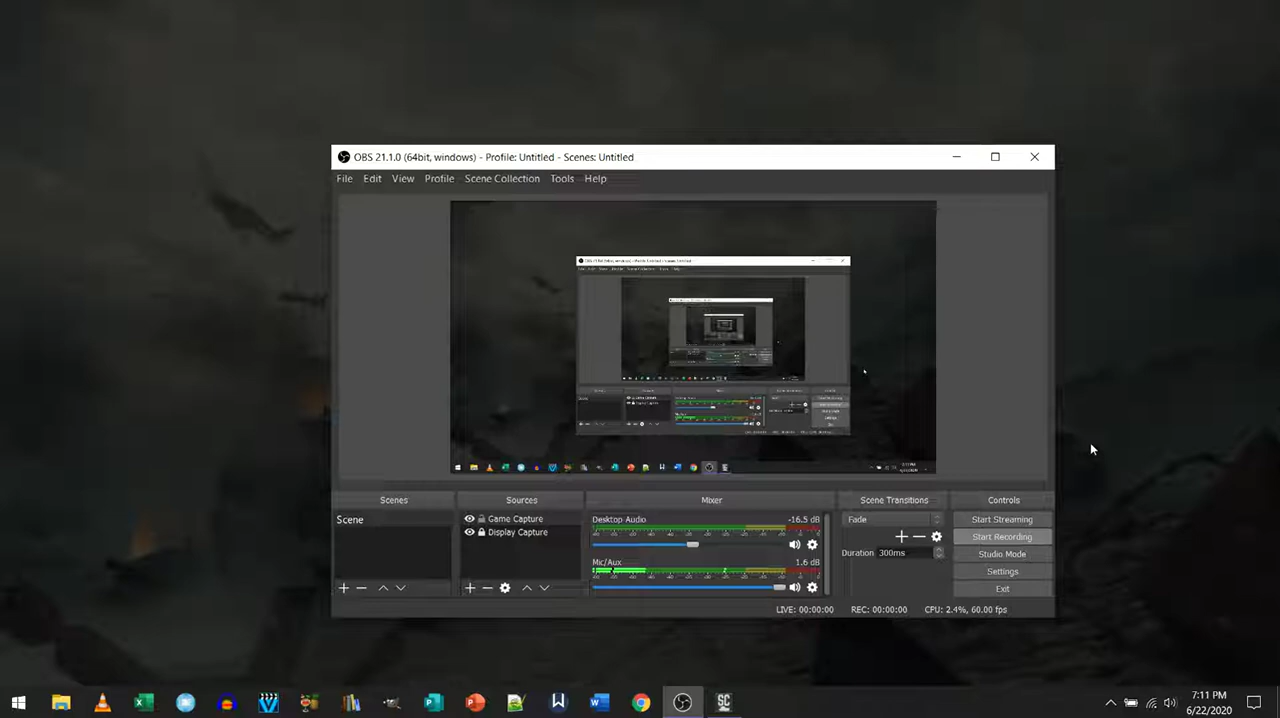 OBS 21.1.0 (64bit, windows) - Profile: Untitled - Scenes: Untitled
File Edit View Profile Scene Collection Tools Help
Scenes Sources Mixer Scene Transitions Controls
Scene
Game Capture
Display Capture
Desktop Audio -16.5 dB
Mic/Aux 1.6 dB
Fade
Duration 300ms
Start Streaming
Start Recording
Studio Mode
Settings
Exit
LIVE: 00:00:00 REC: 00:00:00 CPU: 2.4%, 60.00 fps
7:11 PM
6/22/2020